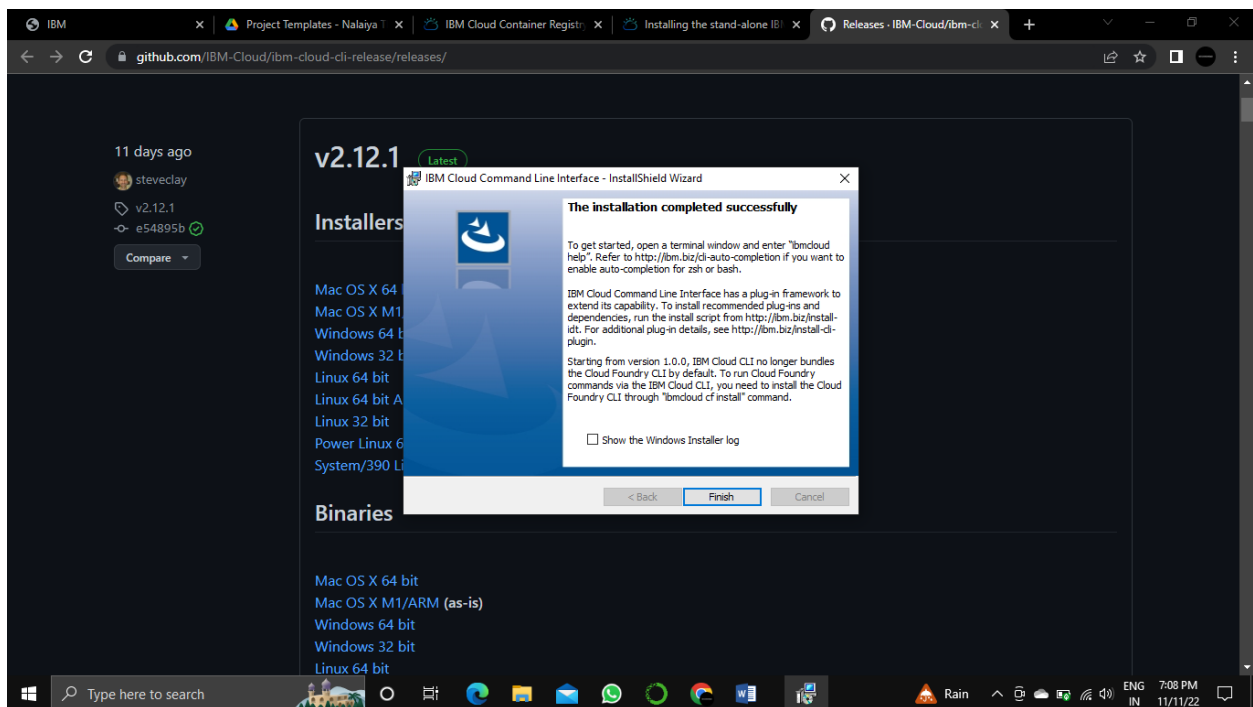 IBM
Project Templates - Nalaiya T
IBM Cloud Container Registry
Installing the stand-alone IBM
Releases · IBM-Cloud/ibm-clo
github.com/IBM-Cloud/ibm-cloud-cli-release/releases/
11 days ago
steveclay
v2.12.1
e54895b
Compare
v2.12.1 Latest
Installers
Mac OS X 64
Mac OS X M1
Windows 64 b
Windows 32 b
Linux 64 bit
Linux 64 bit A
Linux 32 bit
Power Linux 6
System/390 Li
IBM Cloud Command Line Interface - InstallShield Wizard
The installation completed successfully
To get started, open a terminal window and enter "ibmcloud
help". Refer to http://ibm.biz/cli-auto-completion if you want to
enable auto-completion for zsh or bash.
IBM Cloud Command Line Interface has a plug-in framework to
extend its capability. To install recommended plug-ins and
dependencies, run the install script from http://ibm.biz/install-
idt. For additional plug-in details, see http://ibm.biz/install-cli-
plugin.
Starting from version 1.0.0, IBM Cloud CLI no longer bundles
the Cloud Foundry CLI by default. To run Cloud Foundry
commands via the IBM Cloud CLI, you need to install the Cloud
Foundry CLI through "ibmcloud cf install" command.
Show the Windows Installer log
< Back Finish Cancel
Binaries
Mac OS X 64 bit
Mac OS X M1/ARM (as-is)
Windows 64 bit
Windows 32 bit
Linux 64 bit
Type here to search
Rain
ENG
IN
7:08 PM
11/11/22